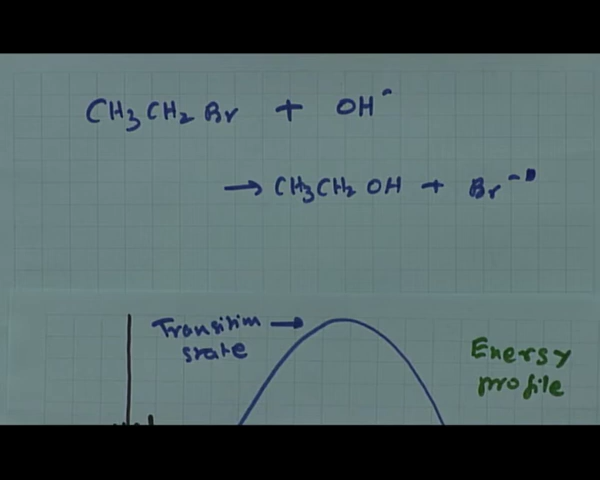 CH3CH2Br + OH-
→ CH3CH2OH + Br-
Transition →
state
Energy
profile